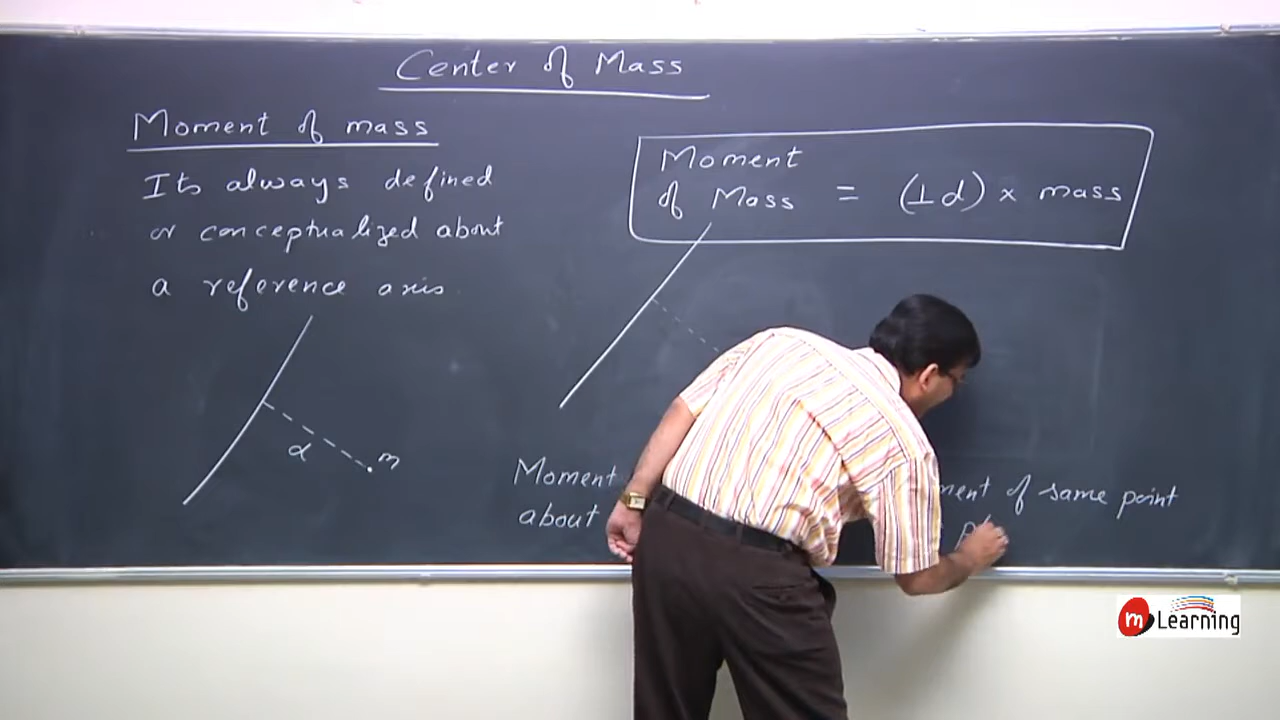 Center of Mass
Moment of mass
Its always defined
or conceptualized about
a reference axis
α
m
Moment
of Mass = (⊥ d) × mass
Moment
about
of same point
m Learning